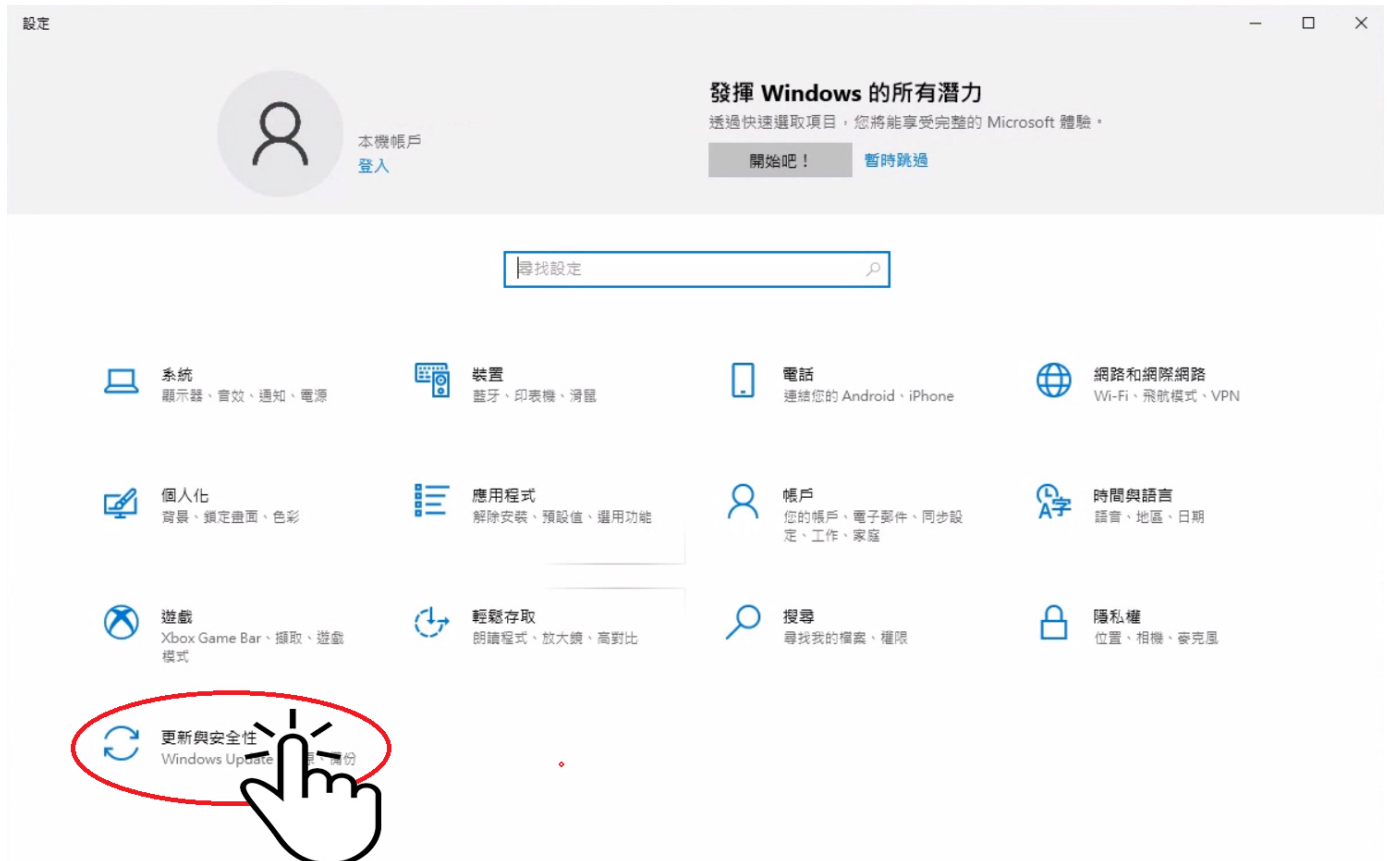 設定
本機帳戶
登入
發揮 Windows 的所有潛力
透過快速選取項目，您將能享受完整的 Microsoft 體驗。
開始吧！
暫時跳過
尋找設定
系統
顯示器、音效、通知、電源
裝置
藍牙、印表機、滑鼠
電話
連結您的 Android、iPhone
網路和網際網路
Wi-Fi、飛航模式、VPN
個人化
背景、鎖定畫面、色彩
應用程式
解除安裝、預設值、選用功能
帳戶
您的帳戶、電子郵件、同步設
定、工作、家庭
時間與語言
語音、地區、日期
遊戲
Xbox Game Bar、擷取、遊戲
模式
輕鬆存取
朗讀程式、放大鏡、高對比
搜尋
尋找我的檔案、權限
隱私權
位置、相機、麥克風
更新與安全性
Windows Update 、備份